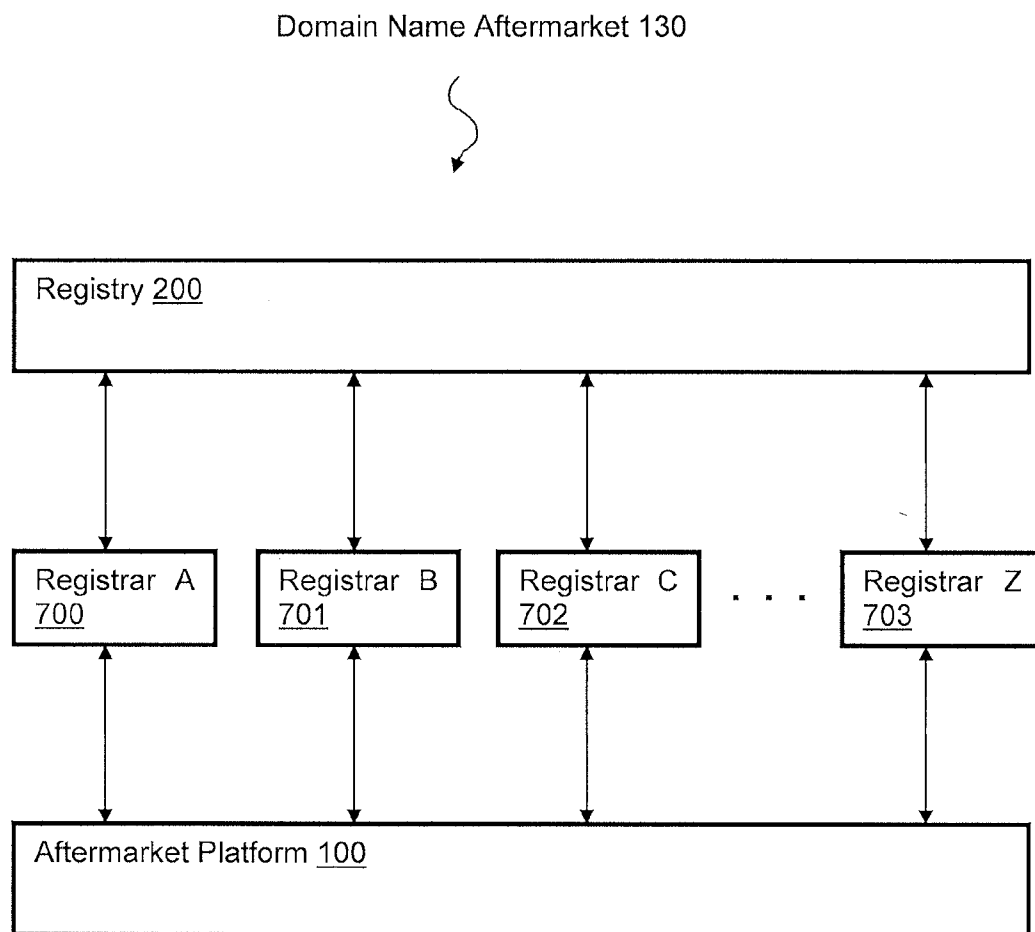 Domain Name Aftermarket 130
Registry 200
Registrar A
700
Registrar B
701
Registrar C
702
. . .
Registrar Z
703
Aftermarket Platform 100